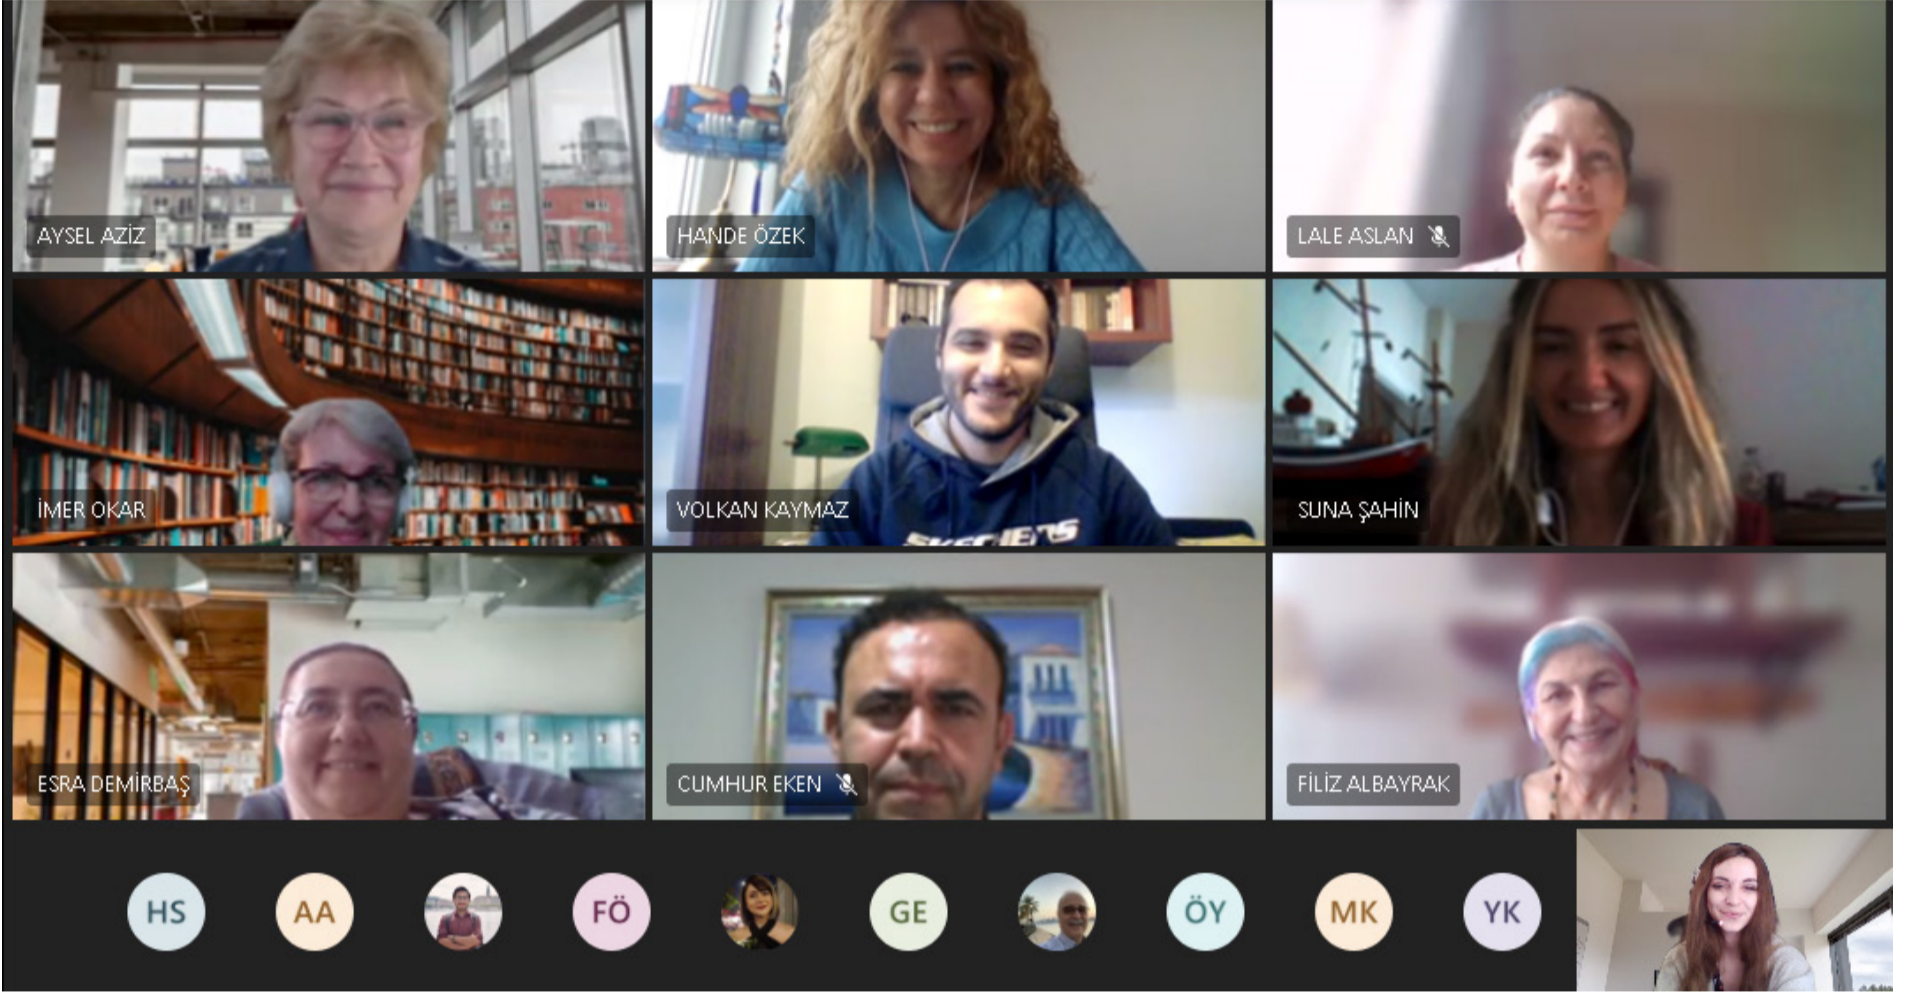 AYSEL AZİZ
HANDE ÖZEK
LALE ASLAN
İMER OKAR
VOLKAN KAYMAZ
SKECHERS
SUNA ŞAHİN
ESRA DEMİRBAŞ
CUMHUR EKEN
FİLİZ ALBAYRAK
HS
AA
FÖ
GE
ÖY
MK
YK